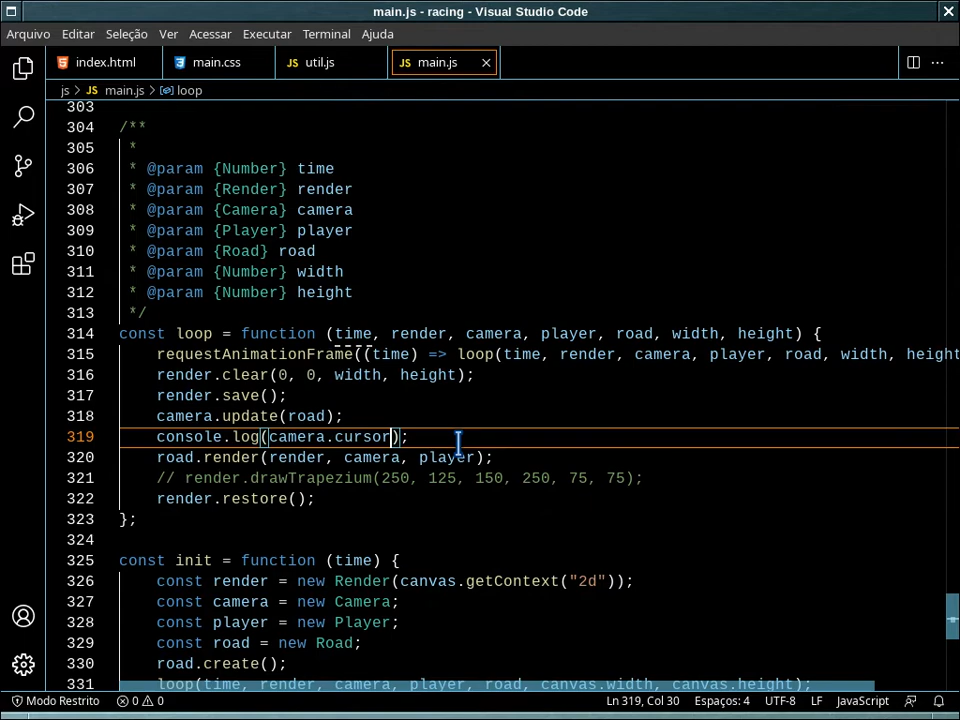 main.js - racing - Visual Studio Code
Arquivo Editar Seleção Ver Acessar Executar Terminal Ajuda
index.html main.css JS util.js JS main.js
js > JS main.js > loop
303
304 /**
305 *
306 * @param {Number} time
307 * @param {Render} render
308 * @param {Camera} camera
309 * @param {Player} player
310 * @param {Road} road
311 * @param {Number} width
312 * @param {Number} height
313 */
314 const loop = function (time, render, camera, player, road, width, height) {
315 requestAnimationFrame((time) => loop(time, render, camera, player, road, width, height
316 render.clear(0, 0, width, height);
317 render.save();
318 camera.update(road);
319 console.log(camera.cursor);
320 road.render(render, camera, player);
321 // render.drawTrapezium(250, 125, 150, 250, 75, 75);
322 render.restore();
323 };
324
325 const init = function (time) {
326 const render = new Render(canvas.getContext("2d"));
327 const camera = new Camera;
328 const player = new Player;
329 const road = new Road;
330 road.create();
331 loop(time, render, camera, player, road, canvas.width, canvas.height);
Modo Restrito 0 0 Ln 319, Col 30 Espaços: 4 UTF-8 LF JavaScript